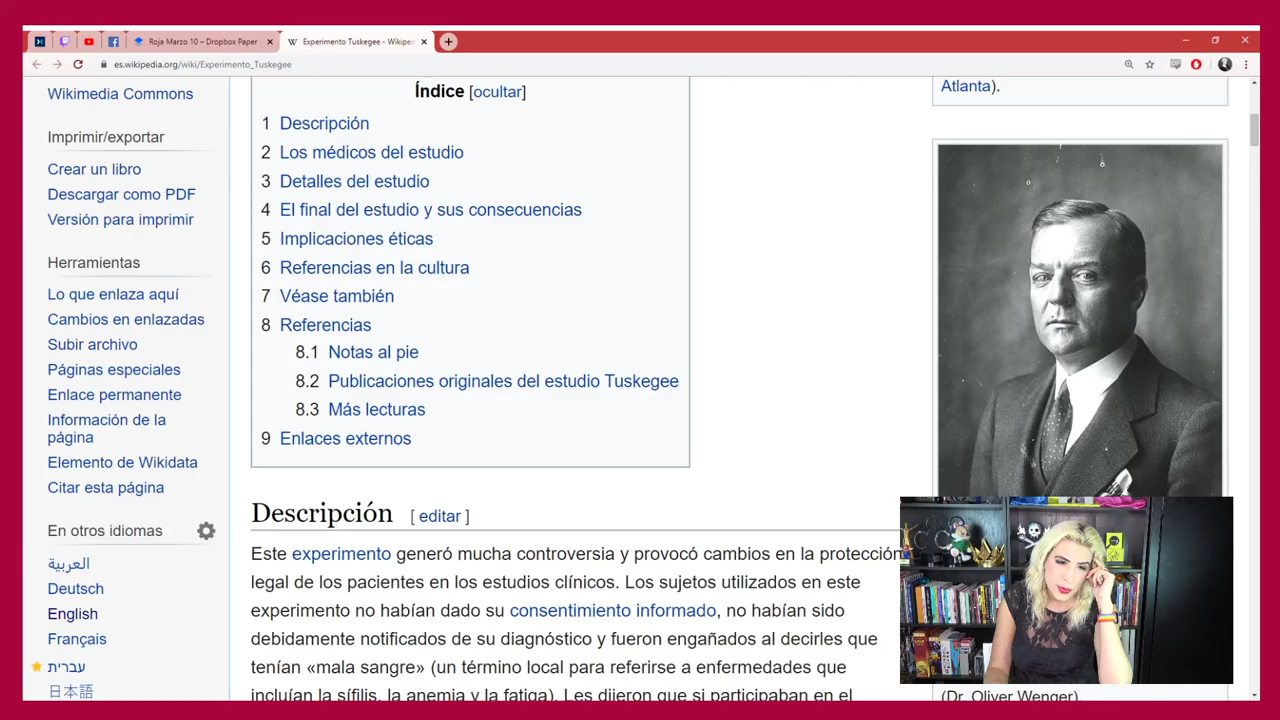 Roja Marzo 10 – Dropbox Paper
Experimento Tuskegee - Wikipe
es.wikipedia.org/wiki/Experimento_Tuskegee
Wikimedia Commons
Imprimir/exportar
Crear un libro
Descargar como PDF
Versión para imprimir
Herramientas
Lo que enlaza aquí
Cambios en enlazadas
Subir archivo
Páginas especiales
Enlace permanente
Información de la
página
Elemento de Wikidata
Citar esta página
En otros idiomas
العربية
Deutsch
English
Français
עברית
日本語
Índice [ocultar]
1 Descripción
2 Los médicos del estudio
3 Detalles del estudio
4 El final del estudio y sus consecuencias
5 Implicaciones éticas
6 Referencias en la cultura
7 Véase también
8 Referencias
8.1 Notas al pie
8.2 Publicaciones originales del estudio Tuskegee
8.3 Más lecturas
9 Enlaces externos
Descripción [ editar ]
Este experimento generó mucha controversia y provocó cambios en la protección
legal de los pacientes en los estudios clínicos. Los sujetos utilizados en este
experimento no habían dado su consentimiento informado, no habían sido
debidamente notificados de su diagnóstico y fueron engañados al decirles que
tenían «mala sangre» (un término local para referirse a enfermedades que
incluían la sífilis, la anemia y la fatiga). Les dijeron que si participaban en el
Atlanta).
(Dr. Oliver Wenger)